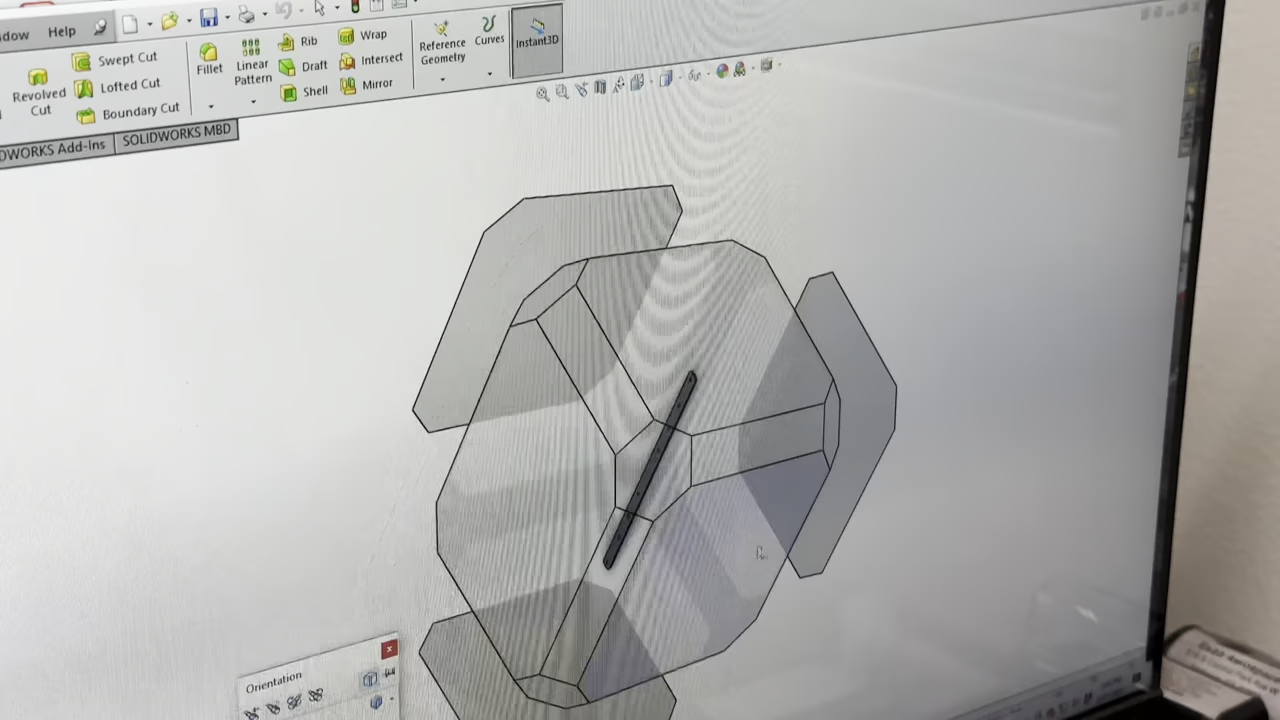 dow Help
Revolved Cut
Swept Cut
Lofted Cut
Boundary Cut
Fillet
Linear Pattern
Rib
Draft
Shell
Wrap
Intersect
Mirror
Reference Geometry
Curves
Instant3D
DWORKS Add-Ins
SOLIDWORKS MBD
Orientation